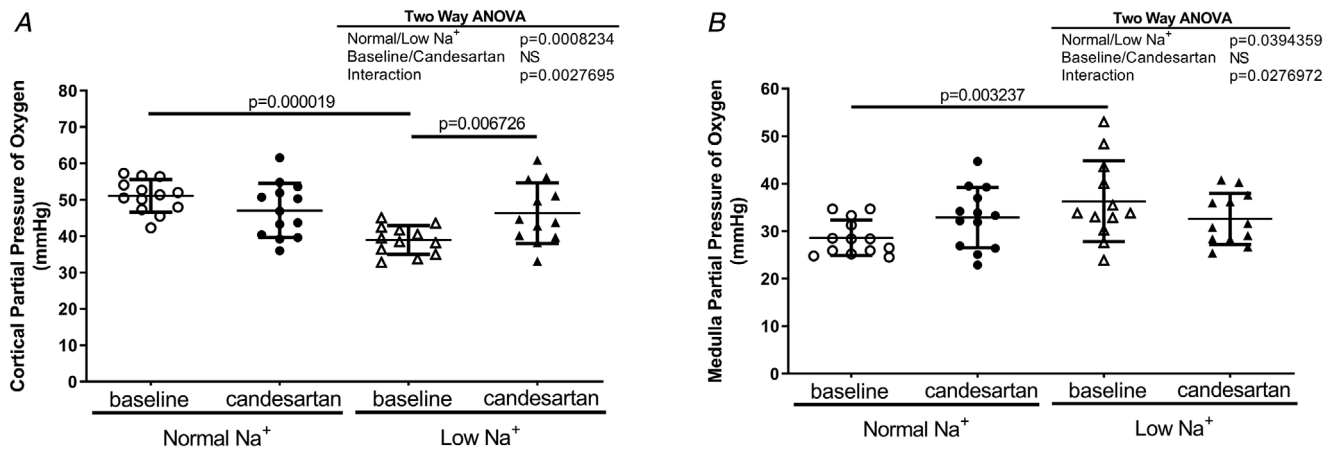 A
Two Way ANOVA
Normal/Low Na+ p=0.0008234
Baseline/Candesartan NS
Interaction p=0.0027695
Cortical Partial Pressure of Oxygen
(mmHg)
80
70
60
50
40
30
20
10
0
p=0.000019
p=0.006726
baseline candesartan baseline candesartan
Normal Na+ Low Na+
B
Two Way ANOVA
Normal/Low Na+ p=0.0394359
Baseline/Candesartan NS
Interaction p=0.0276972
Medulla Partial Pressure of Oxygen
(mmHg)
60
50
40
30
20
10
0
p=0.003237
baseline candesartan baseline candesartan
Normal Na+ Low Na+